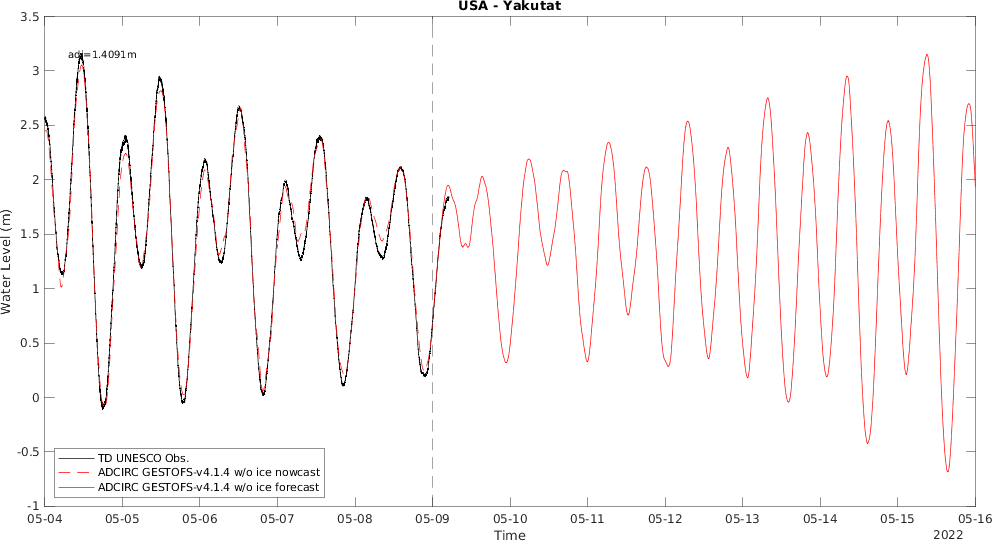 USA - Yakutat
3.5
adj=1.4091m
3
2.5
2
Water Level (m)
1.5
1
0.5
0
-0.5
TD UNESCO Obs.
ADCIRC GESTOFS-v4.1.4 w/o ice nowcast
ADCIRC GESTOFS-v4.1.4 w/o ice forecast
-1
05-04 05-05 05-06 05-07 05-08 05-09 05-10 05-11 05-12 05-13 05-14 05-15 05-16
Time
2022